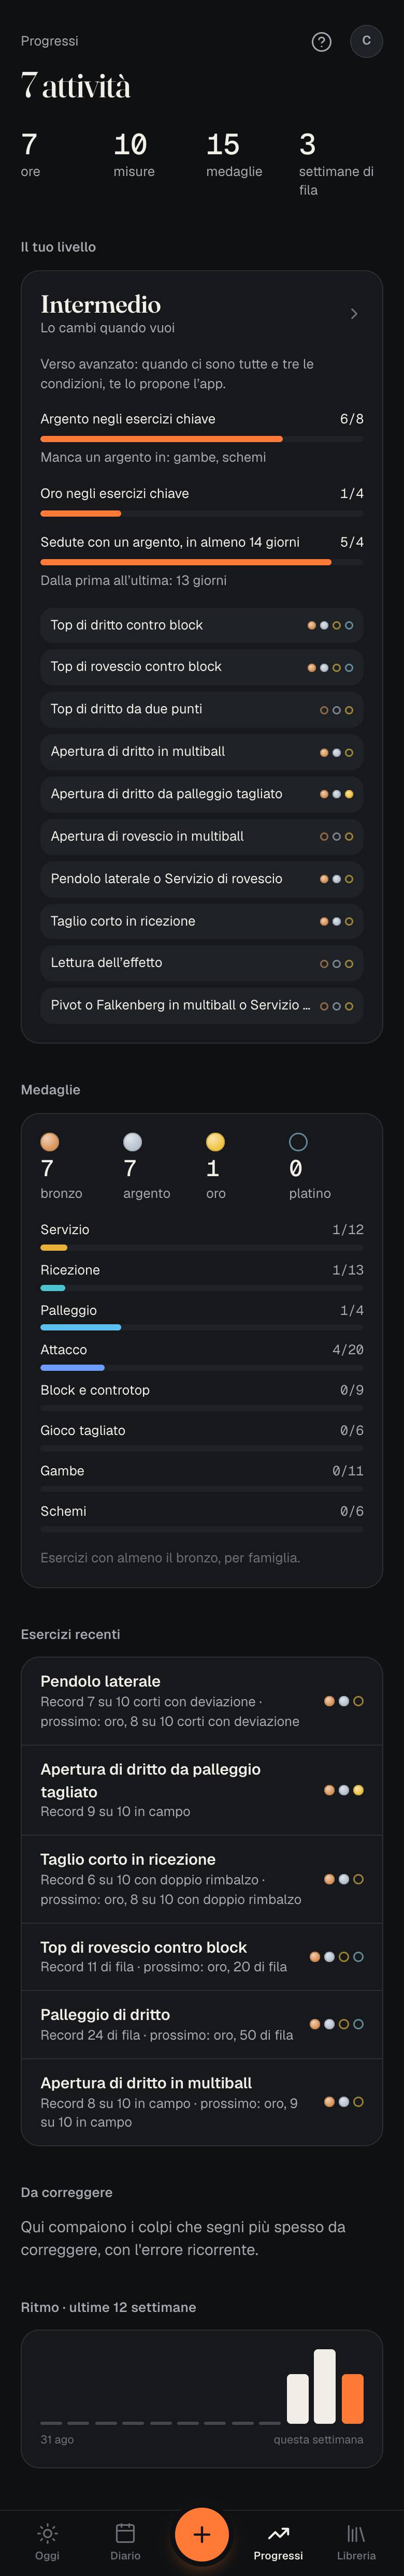 Progressi
C
7 attività
7
ore
10
misure
15
medaglie
3
settimane di
fila
Il tuo livello
Intermedio
Lo cambi quando vuoi
Verso avanzato: quando ci sono tutte e tre le
condizioni, te lo propone l'app.
Argento negli esercizi chiave 6/8
Manca un argento in: gambe, schemi
Oro negli esercizi chiave 1/4
Sedute con un argento, in almeno 14 giorni 5/4
Dalla prima all'ultima: 13 giorni
Top di dritto contro block
Top di rovescio contro block
Top di dritto da due punti
Apertura di dritto in multiball
Apertura di dritto da palleggio tagliato
Apertura di rovescio in multiball
Pendolo laterale o Servizio di rovescio
Taglio corto in ricezione
Lettura dell'effetto
Pivot o Falkenberg in multiball o Servizio ...
Medaglie
7
bronzo
7
argento
1
oro
0
platino
Servizio 1/12
Ricezione 1/13
Palleggio 1/4
Attacco 4/20
Block e controtop 0/9
Gioco tagliato 0/6
Gambe 0/11
Schemi 0/6
Esercizi con almeno il bronzo, per famiglia.
Esercizi recenti
Pendolo laterale
Record 7 su 10 corti con deviazione ·
prossimo: oro, 8 su 10 corti con deviazione
Apertura di dritto da palleggio
tagliato
Record 9 su 10 in campo
Taglio corto in ricezione
Record 6 su 10 con doppio rimbalzo ·
prossimo: oro, 8 su 10 con doppio rimbalzo
Top di rovescio contro block
Record 11 di fila · prossimo: oro, 20 di fila
Palleggio di dritto
Record 24 di fila · prossimo: oro, 50 di fila
Apertura di dritto in multiball
Record 8 su 10 in campo · prossimo: oro, 9
su 10 in campo
Da correggere
Qui compaiono i colpi che segni più spesso da
correggere, con l'errore ricorrente.
Ritmo · ultime 12 settimane
31 ago
questa settimana
Oggi
Diario
Progressi
Libreria